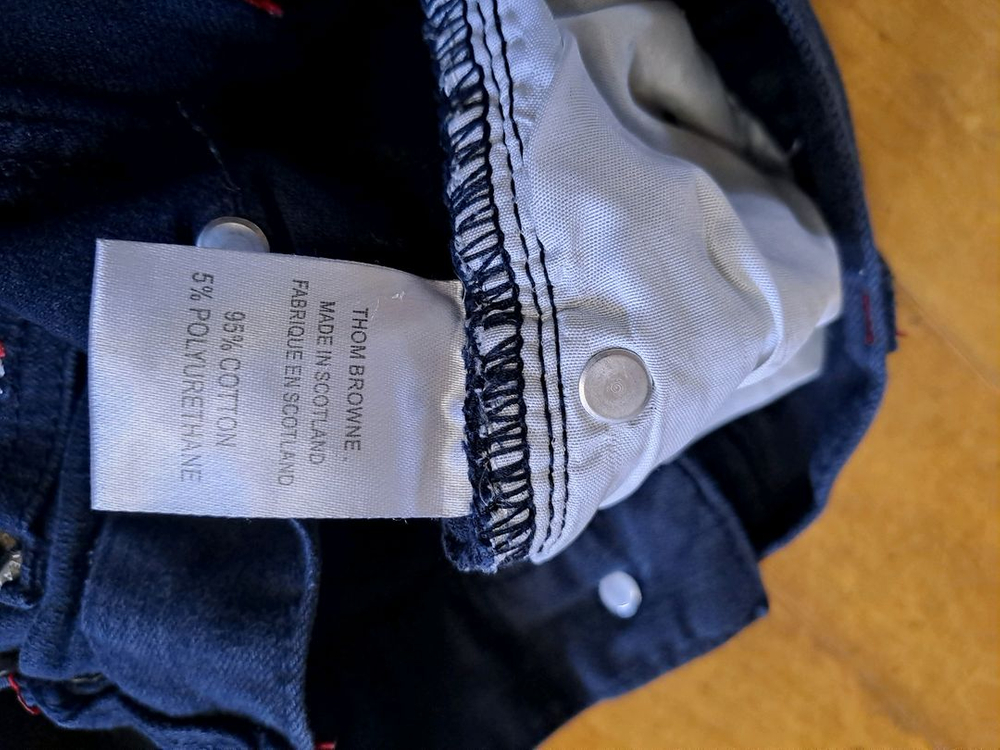 THOM BROWNE.
MADE IN SCOTLAND
FABRIQUE EN SCOTLAND
95% COTTON
5% POLYURETHANE